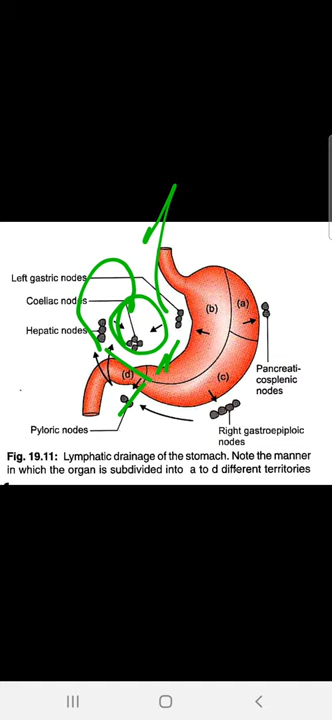 Left gastric nodes
Coeliac nodes
Hepatic nodes
(a)
(b)
(c)
(d)
Pancreati-
cosplenic
nodes
Pyloric nodes
Right gastroepiploic
nodes
Fig. 19.11: Lymphatic drainage of the stomach. Note the manner
in which the organ is subdivided into a to d different territories